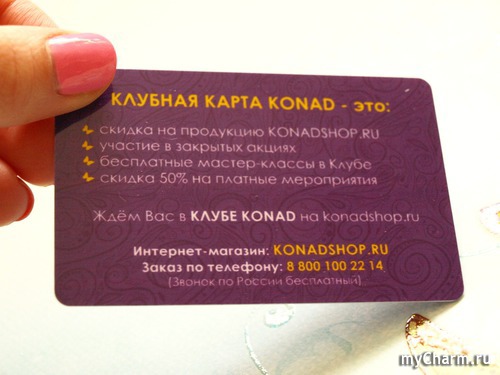 КЛУБНАЯ КАРТА KONAD - это:
скидка на продукцию KONADSHOP.RU
участие в закрытых акциях
бесплатные мастер-классы в Клубе
скидка 50% на платные мероприятия
Ждём Вас в КЛУБЕ KONAD на konadshop.ru
Интернет-магазин: KONADSHOP.RU
Заказ по телефону: 8 800 100 22 14
(Звонок по России бесплатный)
myCharm.ru